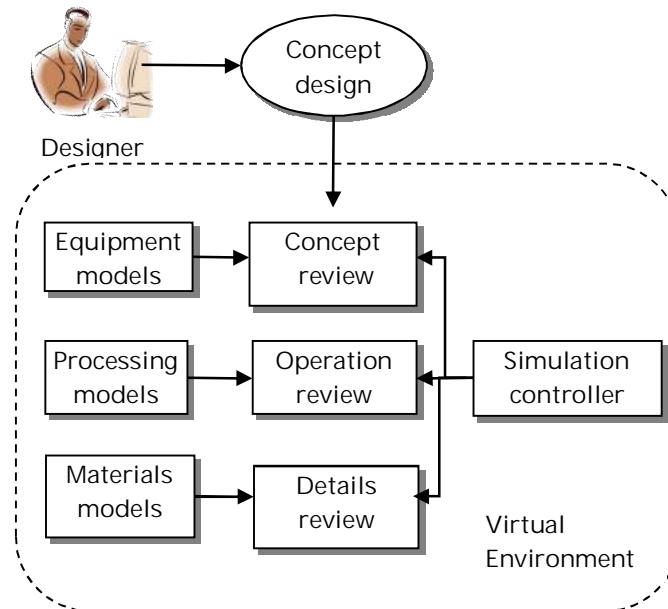 Concept
design
Designer
Equipment
models
Concept
review
Processing
models
Operation
review
Simulation
controller
Materials
models
Details
review
Virtual
Environment